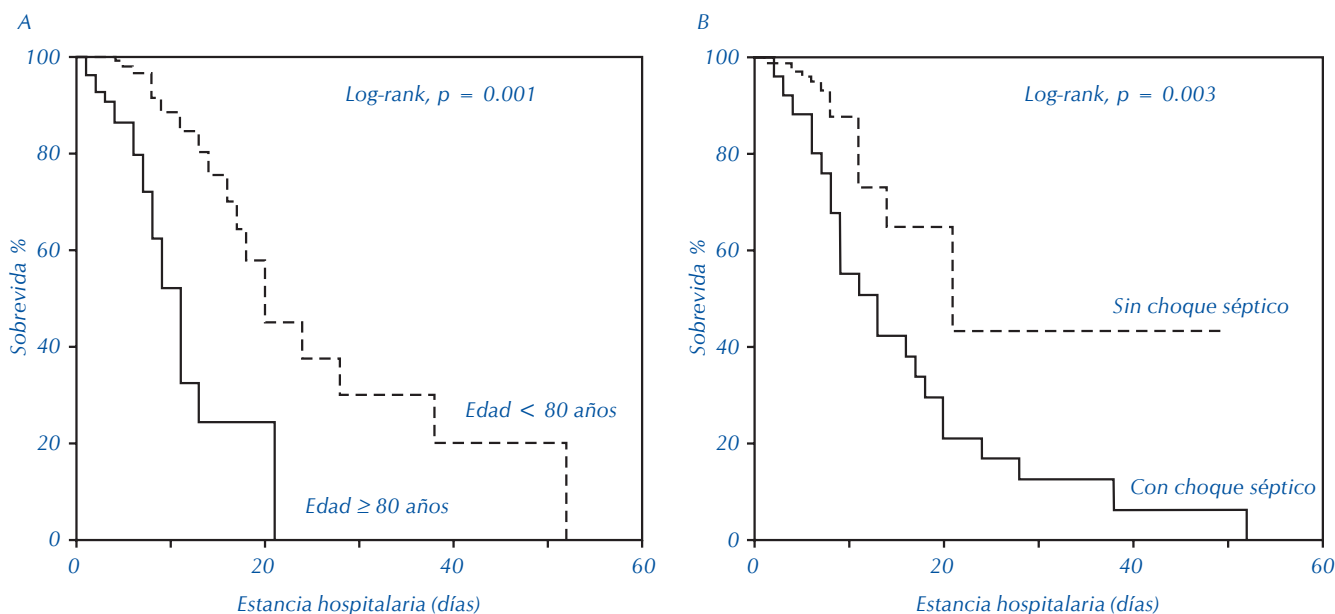 A
100
80
60
40
20
0
Sobrevida %
Log-rank, p = 0.001
Edad < 80 años
Edad ≥ 80 años
0 20 40 60
Estancia hospitalaria (días)
B
100
80
60
40
20
0
Sobrevida %
Log-rank, p = 0.003
Sin choque séptico
Con choque séptico
0 20 40 60
Estancia hospitalaria (días)